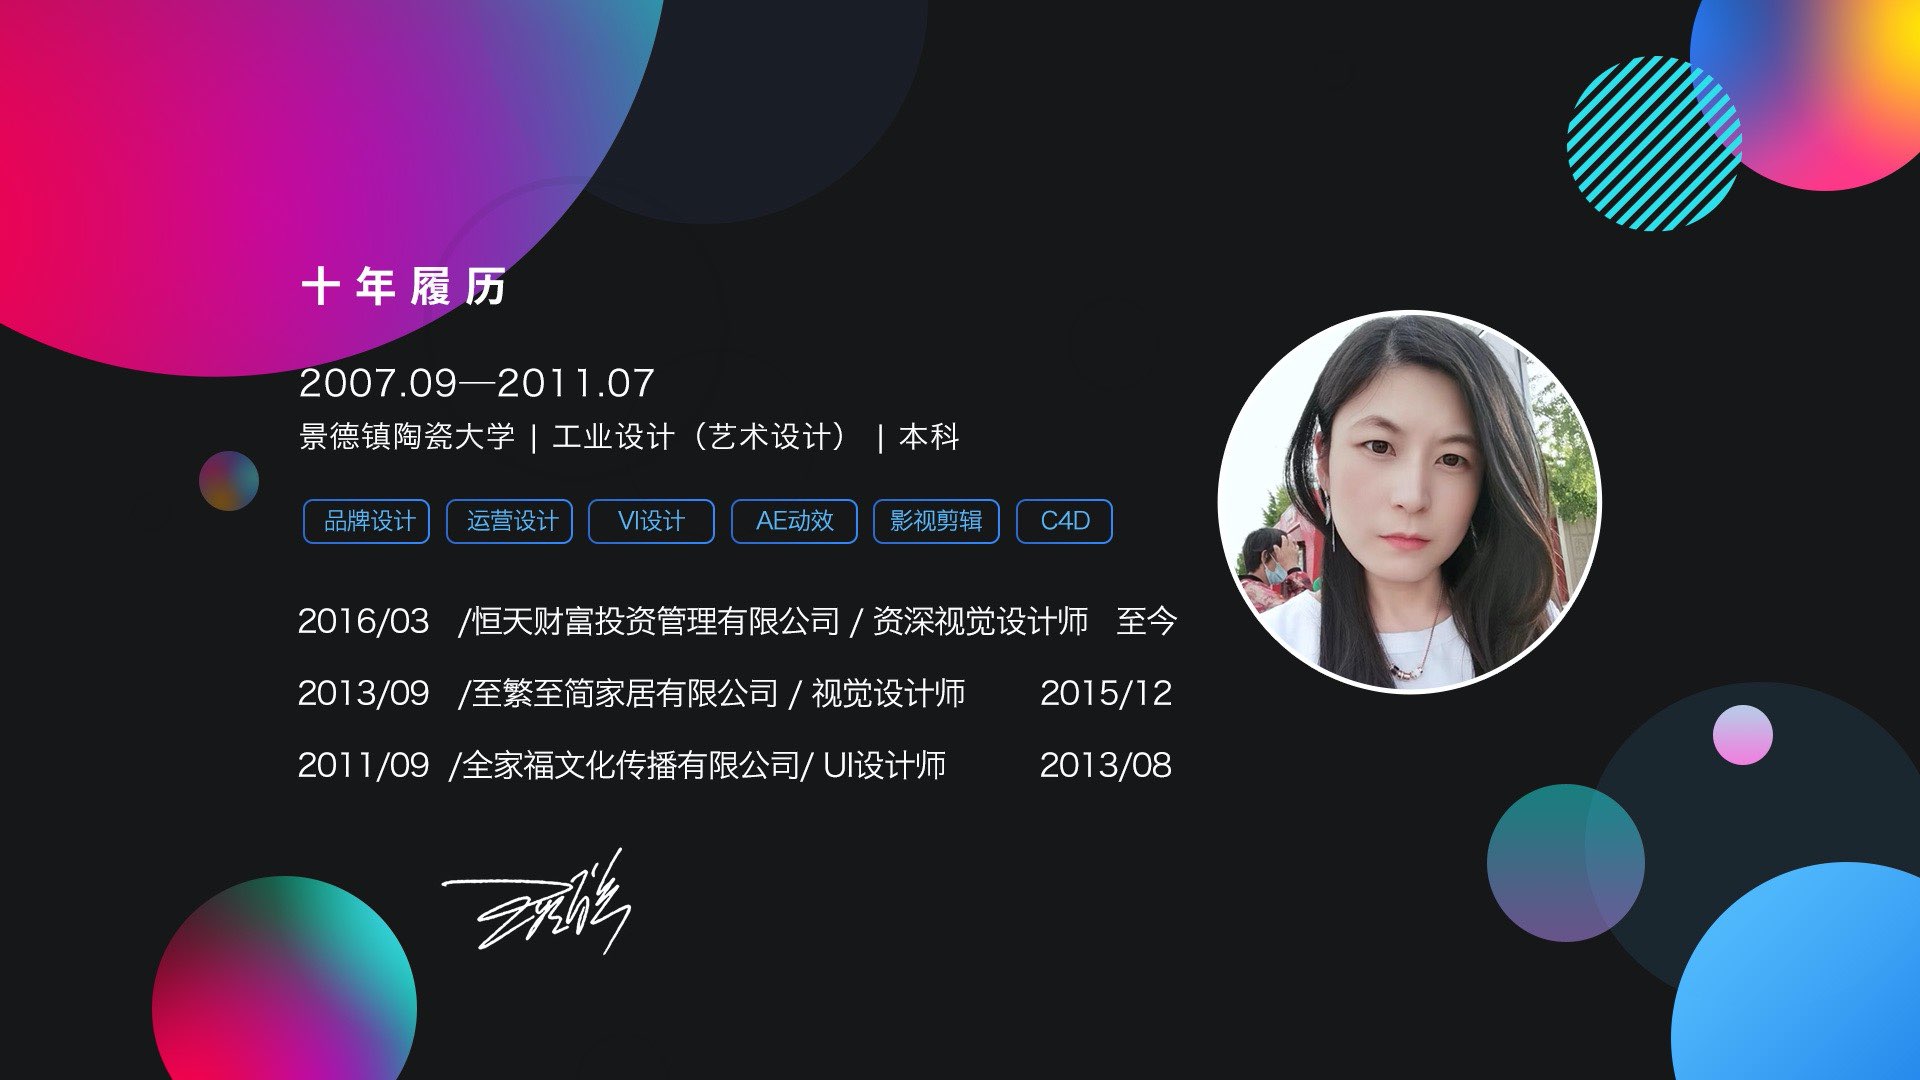 十年履历
2007.09—2011.07
景德镇陶瓷大学 | 工业设计（艺术设计） | 本科
品牌设计 运营设计 VI设计 AE动效 影视剪辑 C4D
2016/03 /恒天财富投资管理有限公司 / 资深视觉设计师 至今
2013/09 /至繁至简家居有限公司 / 视觉设计师 2015/12
2011/09 /全家福文化传播有限公司/ UI设计师 2013/08